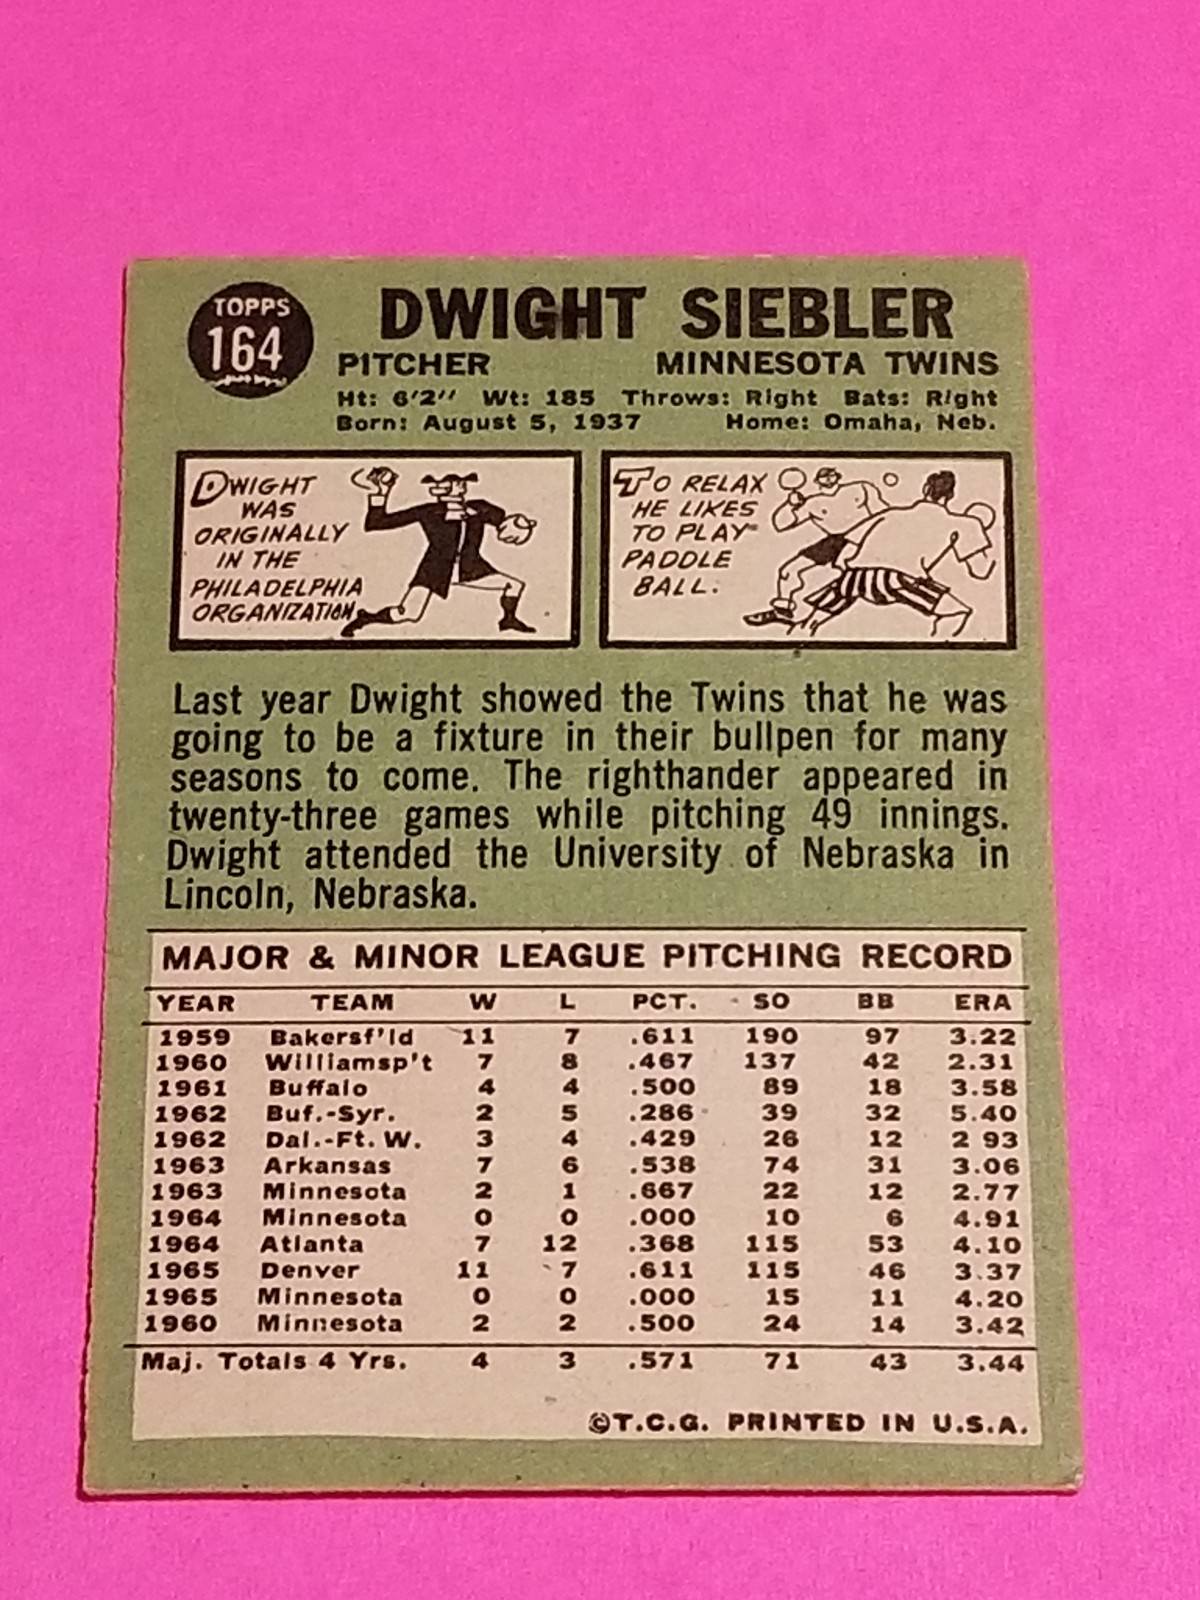 TOPPS
164
DWIGHT SIEBLER
PITCHER MINNESOTA TWINS
Ht: 6'2" Wt: 185 Throws: Right Bats: Right
Born: August 5, 1937 Home: Omaha, Neb.
DWIGHT
WAS
ORIGINALLY
IN THE
PHILADELPHIA
ORGANIZATION.
TO RELAX
HE LIKES
TO PLAY
PADDLE
BALL.
Last year Dwight showed the Twins that he was
going to be a fixture in their bullpen for many
seasons to come. The righthander appeared in
twenty-three games while pitching 49 innings.
Dwight attended the University of Nebraska in
Lincoln, Nebraska.
MAJOR & MINOR LEAGUE PITCHING RECORD
YEAR TEAM W L PCT. SO BB ERA
1959 Bakersf'ld 11 7 .611 190 97 3.22
1960 Williamsp't 7 8 .467 137 42 2.31
1961 Buffalo 4 4 .500 89 18 3.58
1962 Buf.-Syr. 2 5 .286 39 32 5.40
1962 Dal.-Ft. W. 3 4 .429 26 12 2 93
1963 Arkansas 7 6 .538 74 31 3.06
1963 Minnesota 2 1 .667 22 12 2.77
1964 Minnesota 0 0 .000 10 6 4.91
1964 Atlanta 7 12 .368 115 53 4.10
1965 Denver 11 7 .611 115 46 3.37
1965 Minnesota 0 0 .000 15 11 4.20
1960 Minnesota 2 2 .500 24 14 3.42
Maj. Totals 4 Yrs. 4 3 .571 71 43 3.44
©T.C.G. PRINTED IN U.S.A.